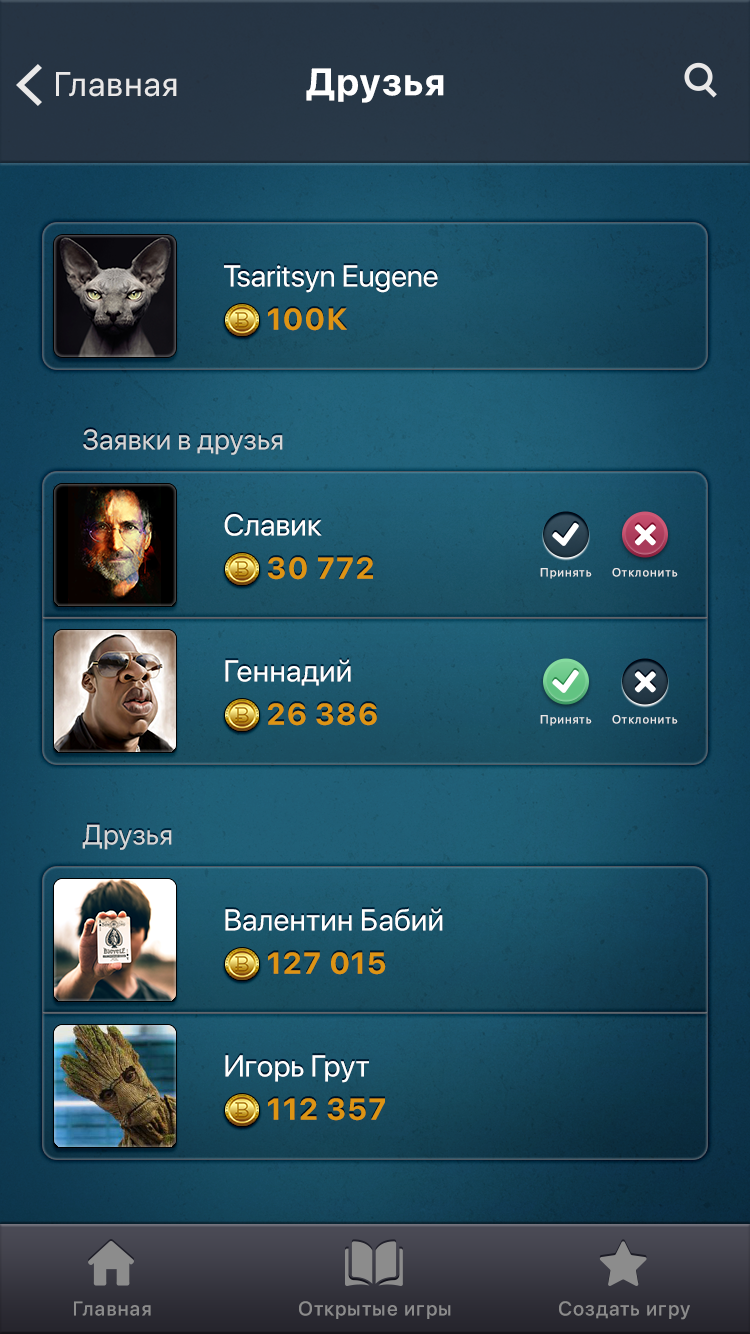 Главная
Друзья
Tsaritsyn Eugene
100K
Заявки в друзья
Славик
30 772
Принять
Отклонить
Геннадий
26 386
Принять
Отклонить
Друзья
Валентин Бабий
127 015
Игорь Грут
112 357
Главная
Открытые игры
Создать игру